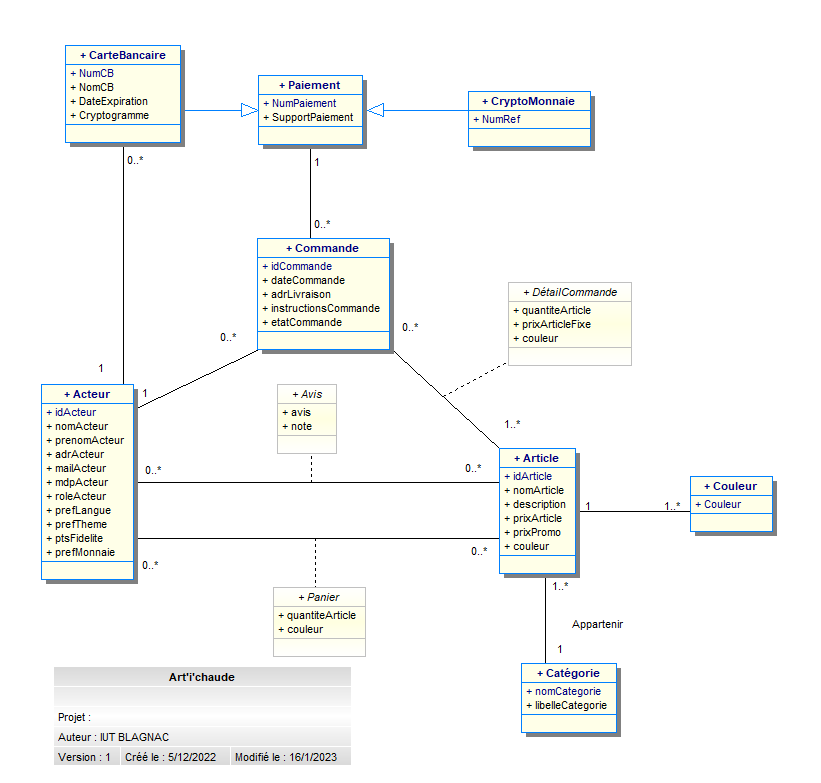 + CarteBancaire
+ NumCB
+ NomCB
+ DateExpiration
+ Cryptogramme
+ Paiement
+ NumPaiement
+ SupportPaiement
+ CryptoMonnaie
+ NumRef
0..*
1
0..*
+ Commande
+ idCommande
+ dateCommande
+ adrLivraison
+ instructionsCommande
+ etatCommande
+ DétailCommande
+ quantiteArticle
+ prixArticleFixe
+ couleur
0..*
0..*
1
1
+ Acteur
+ idActeur
+ nomActeur
+ prenomActeur
+ adrActeur
+ mailActeur
+ mdpActeur
+ roleActeur
+ prefLangue
+ prefTheme
+ ptsFidelite
+ prefMonnaie
+ Avis
+ avis
+ note
1..*
0..*
0..*
+ Article
+ idArticle
+ nomArticle
+ description
+ prixArticle
+ prixPromo
+ couleur
1
1..*
+ Couleur
+ Couleur
0..*
0..*
+ Panier
+ quantiteArticle
+ couleur
1..*
Appartenir
1
+ Catégorie
+ nomCategorie
+ libelleCategorie
Art'i'chaude
Projet :
Auteur : IUT BLAGNAC
Version : 1 Créé le : 5/12/2022 Modifié le : 16/1/2023